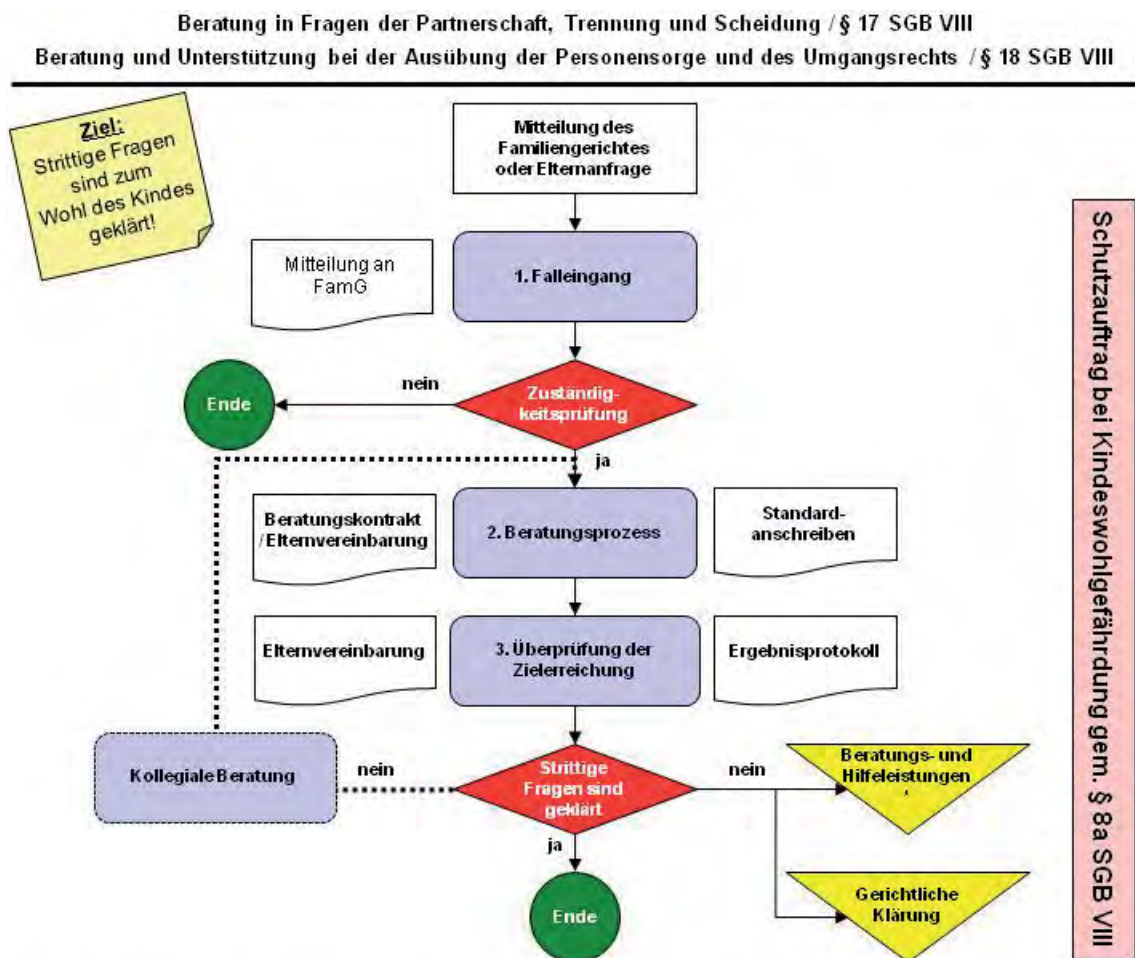 Beratung in Fragen der Partnerschaft, Trennung und Scheidung / § 17 SGB VIII
Beratung und Unterstützung bei der Ausübung der Personensorge und des Umgangsrechts / § 18 SGB VIII
Ziel:
Strittige Fragen
sind zum
Wohl des Kindes
geklärt!
Mitteilung des
Familiengerichtes
oder Elternanfrage
Mitteilung an
FamG
1. Falleingang
nein
Ende
Zuständig-
keitsprüfung
ja
Beratungskontrakt
/Elternvereinbarung
2. Beratungsprozess
Standard-
anschreiben
Elternvereinbarung
3. Überprüfung der
Zielerreichung
Ergebnisprotokoll
Kollegiale Beratung
nein
Strittige
Fragen sind
geklärt
nein
Beratungs- und
Hilfeleistungen
ja
Ende
Gerichtliche
Klärung
Schutzauftrag bei Kindeswohlgefährdung gem. § 8a SGB VIII